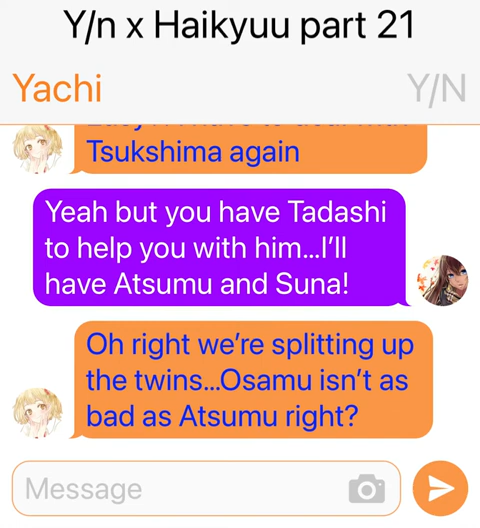 Y/n x Haikyuu part 21
Yachi
Y/N
Tsukshima again
Yeah but you have Tadashi
to help you with him...I'll
have Atsumu and Suna!
Oh right we're splitting up
the twins...Osamu isn't as
bad as Atsumu right?
Message